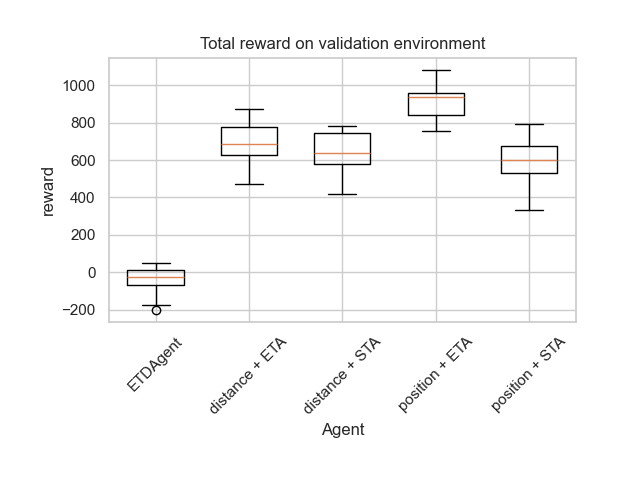 Total reward on validation environment
1000
800
600
400
200
0
−200
reward
ETDAgent
distance + ETA
distance + STA
position + ETA
position + STA
Agent